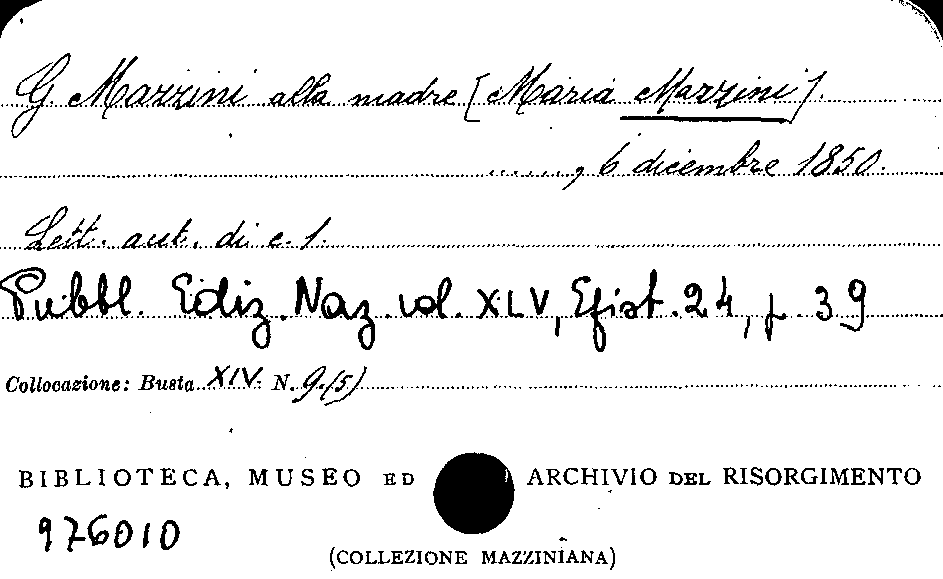 G. Mazzini alla madre [Maria Mazzini].
......, 6 dicembre 1850.
Lett. aut. di c. 1.
Pubbl. Ediz. Naz. vol. XLV, Epist. 24, p. 39
Collocazione: Busta XIV. N. 9.(5)
BIBLIOTECA, MUSEO ED ARCHIVIO DEL RISORGIMENTO
976010
(COLLEZIONE MAZZINIANA)